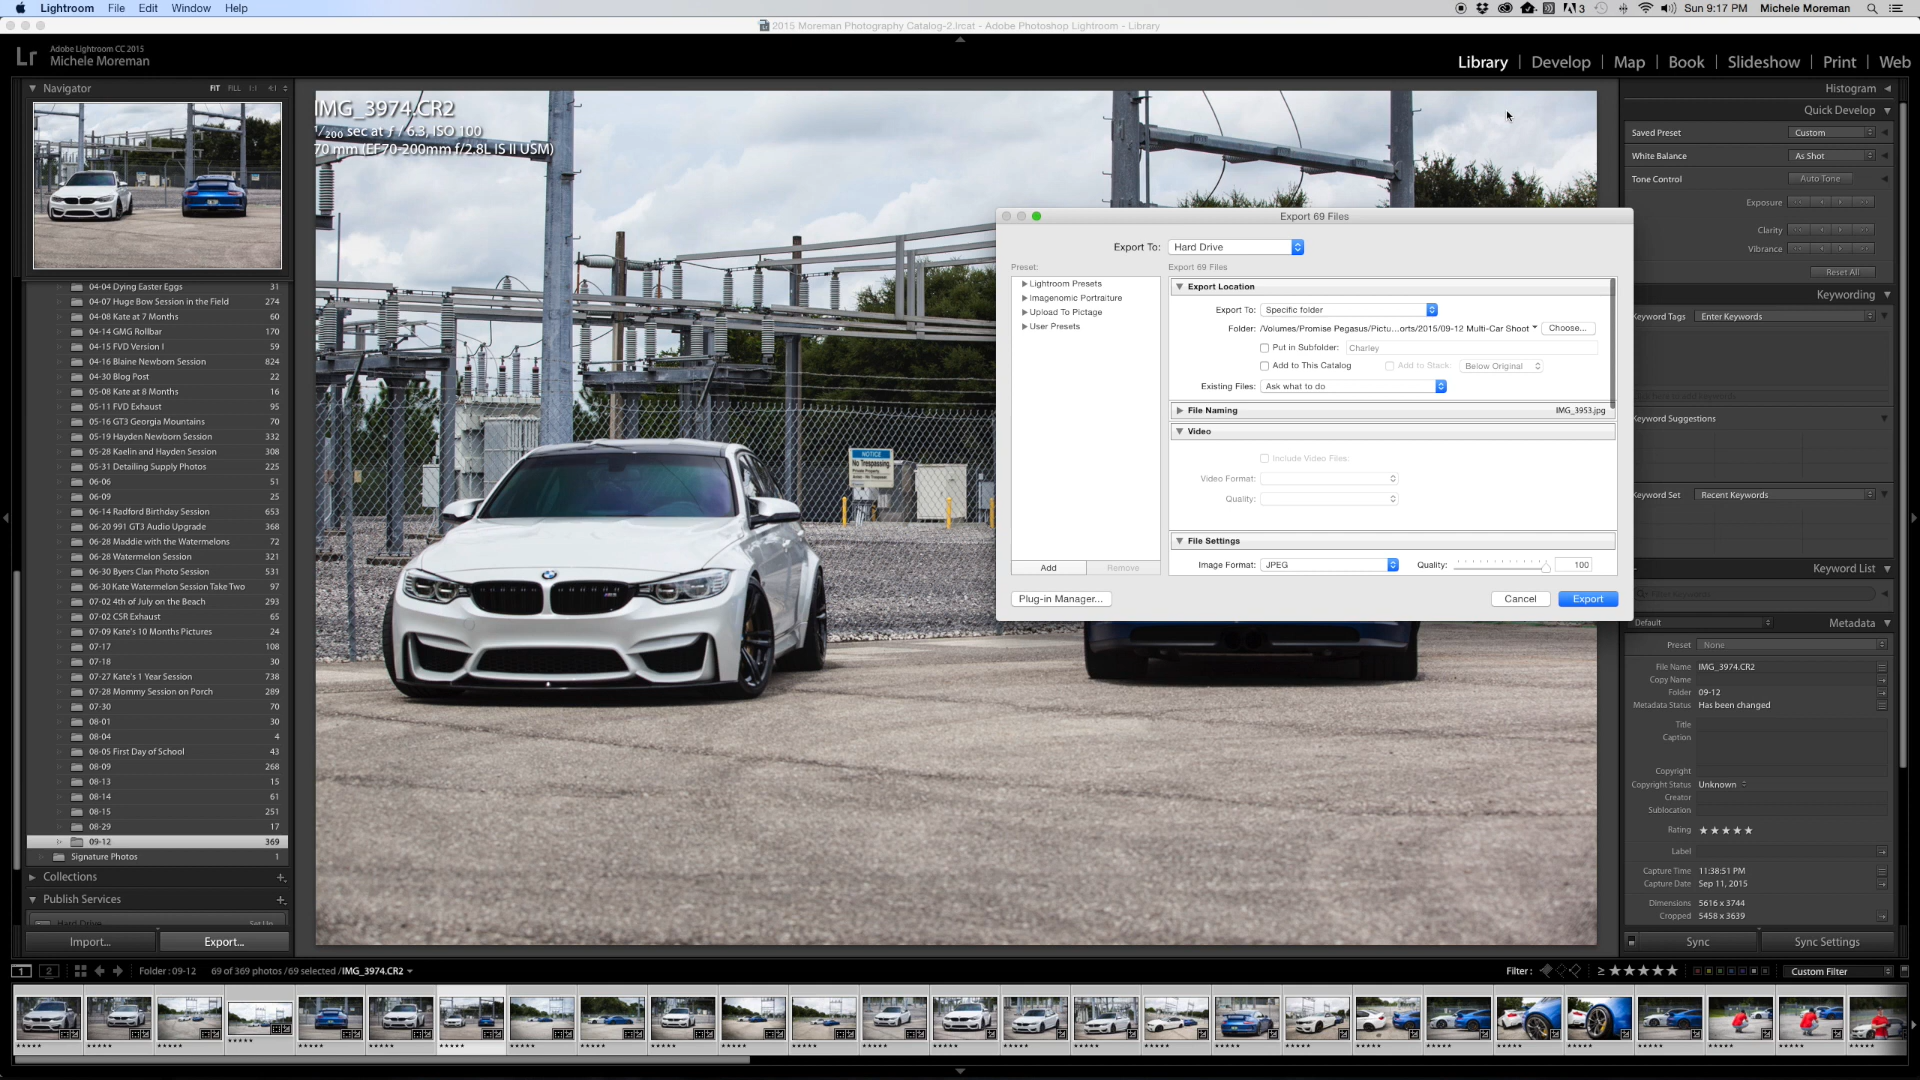 Lightroom File Edit Window Help
3 Sun 9:17 PM Michele Moreman
2015 Moreman Photography Catalog-2.lrcat - Adobe Photoshop Lightroom - Library
Lr
Adobe Lightroom CC 2015
Michele Moreman
Library | Develop | Map | Book | Slideshow | Print | Web
Navigator FIT FILL 1:1 4:1
04-04 Dying Easter Eggs 31
04-07 Huge Bow Session in the Field 274
04-08 Kate at 7 Months 60
04-14 GMG Rollbar 170
04-15 FVD Version I 59
04-16 Blaine Newborn Session 824
04-30 Blog Post 22
05-08 Kate at 8 Months 16
05-11 FVD Exhaust 95
05-16 GT3 Georgia Mountains 70
05-19 Hayden Newborn Session 332
05-28 Kaelin and Hayden Session 308
05-31 Detailing Supply Photos 225
06-06 51
06-09 25
06-14 Radford Birthday Session 653
06-20 991 GT3 Audio Upgrade 368
06-28 Maddie with the Watermelons 72
06-28 Watermelon Session 321
06-30 Byers Clan Photo Session 531
06-30 Kate Watermelon Session Take Two 97
07-02 4th of July on the Beach 293
07-02 CSR Exhaust 65
07-09 Kate's 10 Months Pictures 24
07-17 108
07-18 30
07-27 Kate's 1 Year Session 738
07-28 Mommy Session on Porch 289
07-30 70
08-01 30
08-04 4
08-05 First Day of School 43
08-09 268
08-13 15
08-14 61
08-15 251
08-29 17
09-12 369
Signature Photos 1
Collections
Publish Services
Hard Drive Set Up
Import... Export...
IMG_3974.CR2
1/200 sec at f / 6.3, ISO 100
70 mm (EF70-200mm f/2.8L IS II USM)
NOTICE
No Trespassing
Export 69 Files
Export To: Hard Drive
Preset:
Lightroom Presets
Imagenomic Portraiture
Upload To Pictage
User Presets
Add Remove
Export 69 Files
Export Location
Export To: Specific folder
Folder: /Volumes/Promise Pegasus/Pictu...orts/2015/09-12 Multi-Car Shoot Choose...
Put in Subfolder: Charley
Add to This Catalog Add to Stack: Below Original
Existing Files: Ask what to do
File Naming IMG_3953.jpg
Video
Include Video Files:
Video Format:
Quality:
File Settings
Image Format: JPEG Quality: 100
Plug-in Manager... Cancel Export
Histogram
Quick Develop
Saved Preset Custom
White Balance As Shot
Tone Control Auto Tone
Exposure
Clarity
Vibrance
Reset All
Keywording
Keyword Tags Enter Keywords
Keyword Suggestions
Keyword Set Recent Keywords
Keyword List
Filter Keywords
Default Metadata
Preset None
File Name IMG_3974.CR2
Copy Name
Folder 09-12
Metadata Status Has been changed
Title
Caption
Copyright
Copyright Status Unknown
Creator
Sublocation
Rating ★★★★★
Label
Capture Time 11:38:51 PM
Capture Date Sep 11, 2015
Dimensions 5616 x 3744
Cropped 5458 x 3639
Sync Sync Settings
1 2 Folder : 09-12 69 of 369 photos /69 selected /IMG_3974.CR2
Filter : ≥ ★★★★★ Custom Filter